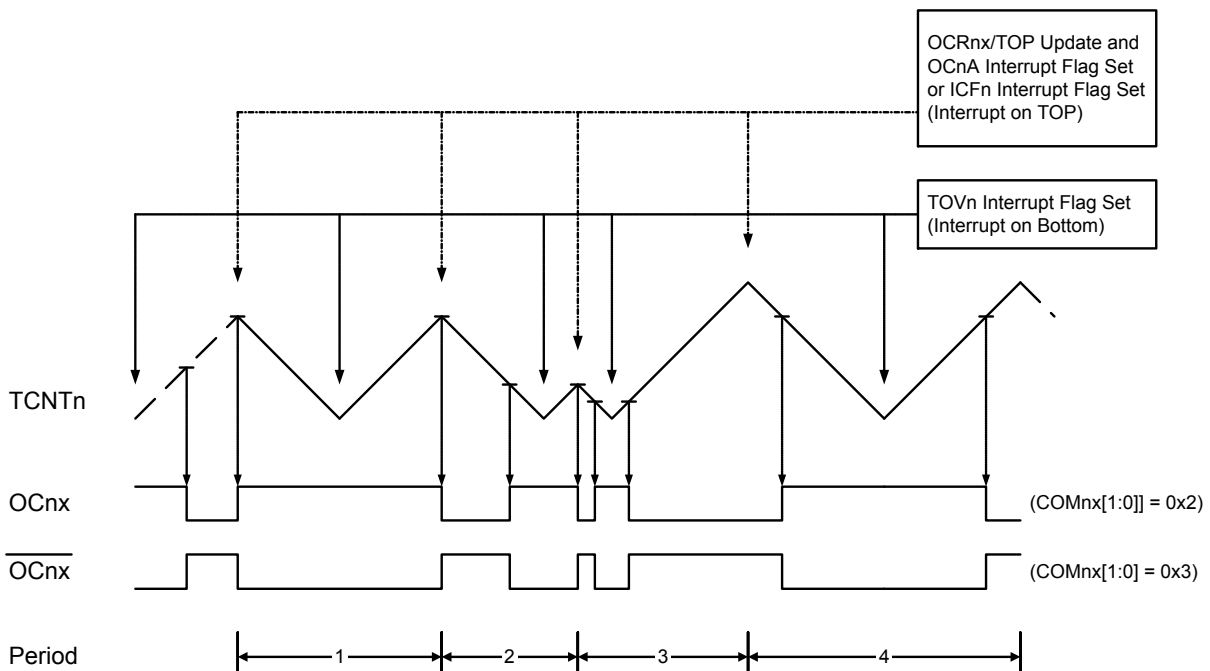 OCRnx/TOP Update and
OCnA Interrupt Flag Set
or ICFn Interrupt Flag Set
(Interrupt on TOP)
TOVn Interrupt Flag Set
(Interrupt on Bottom)
TCNTn
OCnx
(COMnx[1:0]] = 0x2)
OCnx
(COMnx[1:0] = 0x3)
Period
1
2
3
4